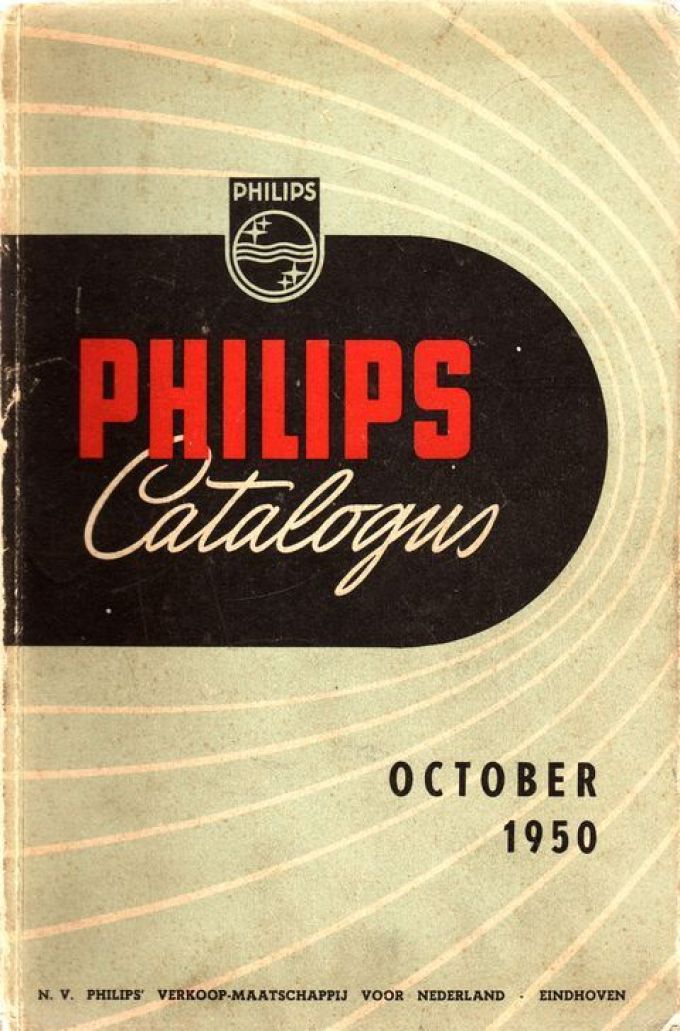 PHILIPS
PHILIPS
Catalogus
OCTOBER
1950
N. V. PHILIPS' VERKOOP-MAATSCHAPPIJ VOOR NEDERLAND · EINDHOVEN